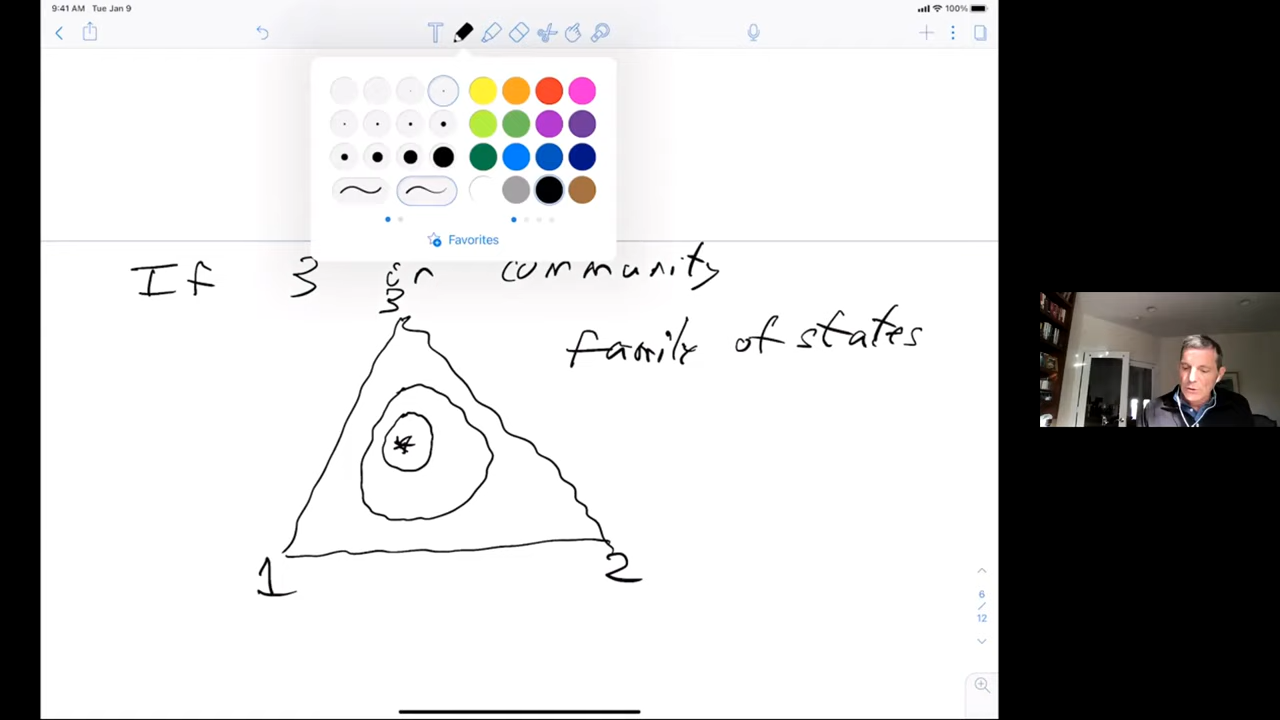 9:41 AM Tue Jan 9
100%
T
Favorites
If 3 in community
3
family of states
1
2
6
/
12